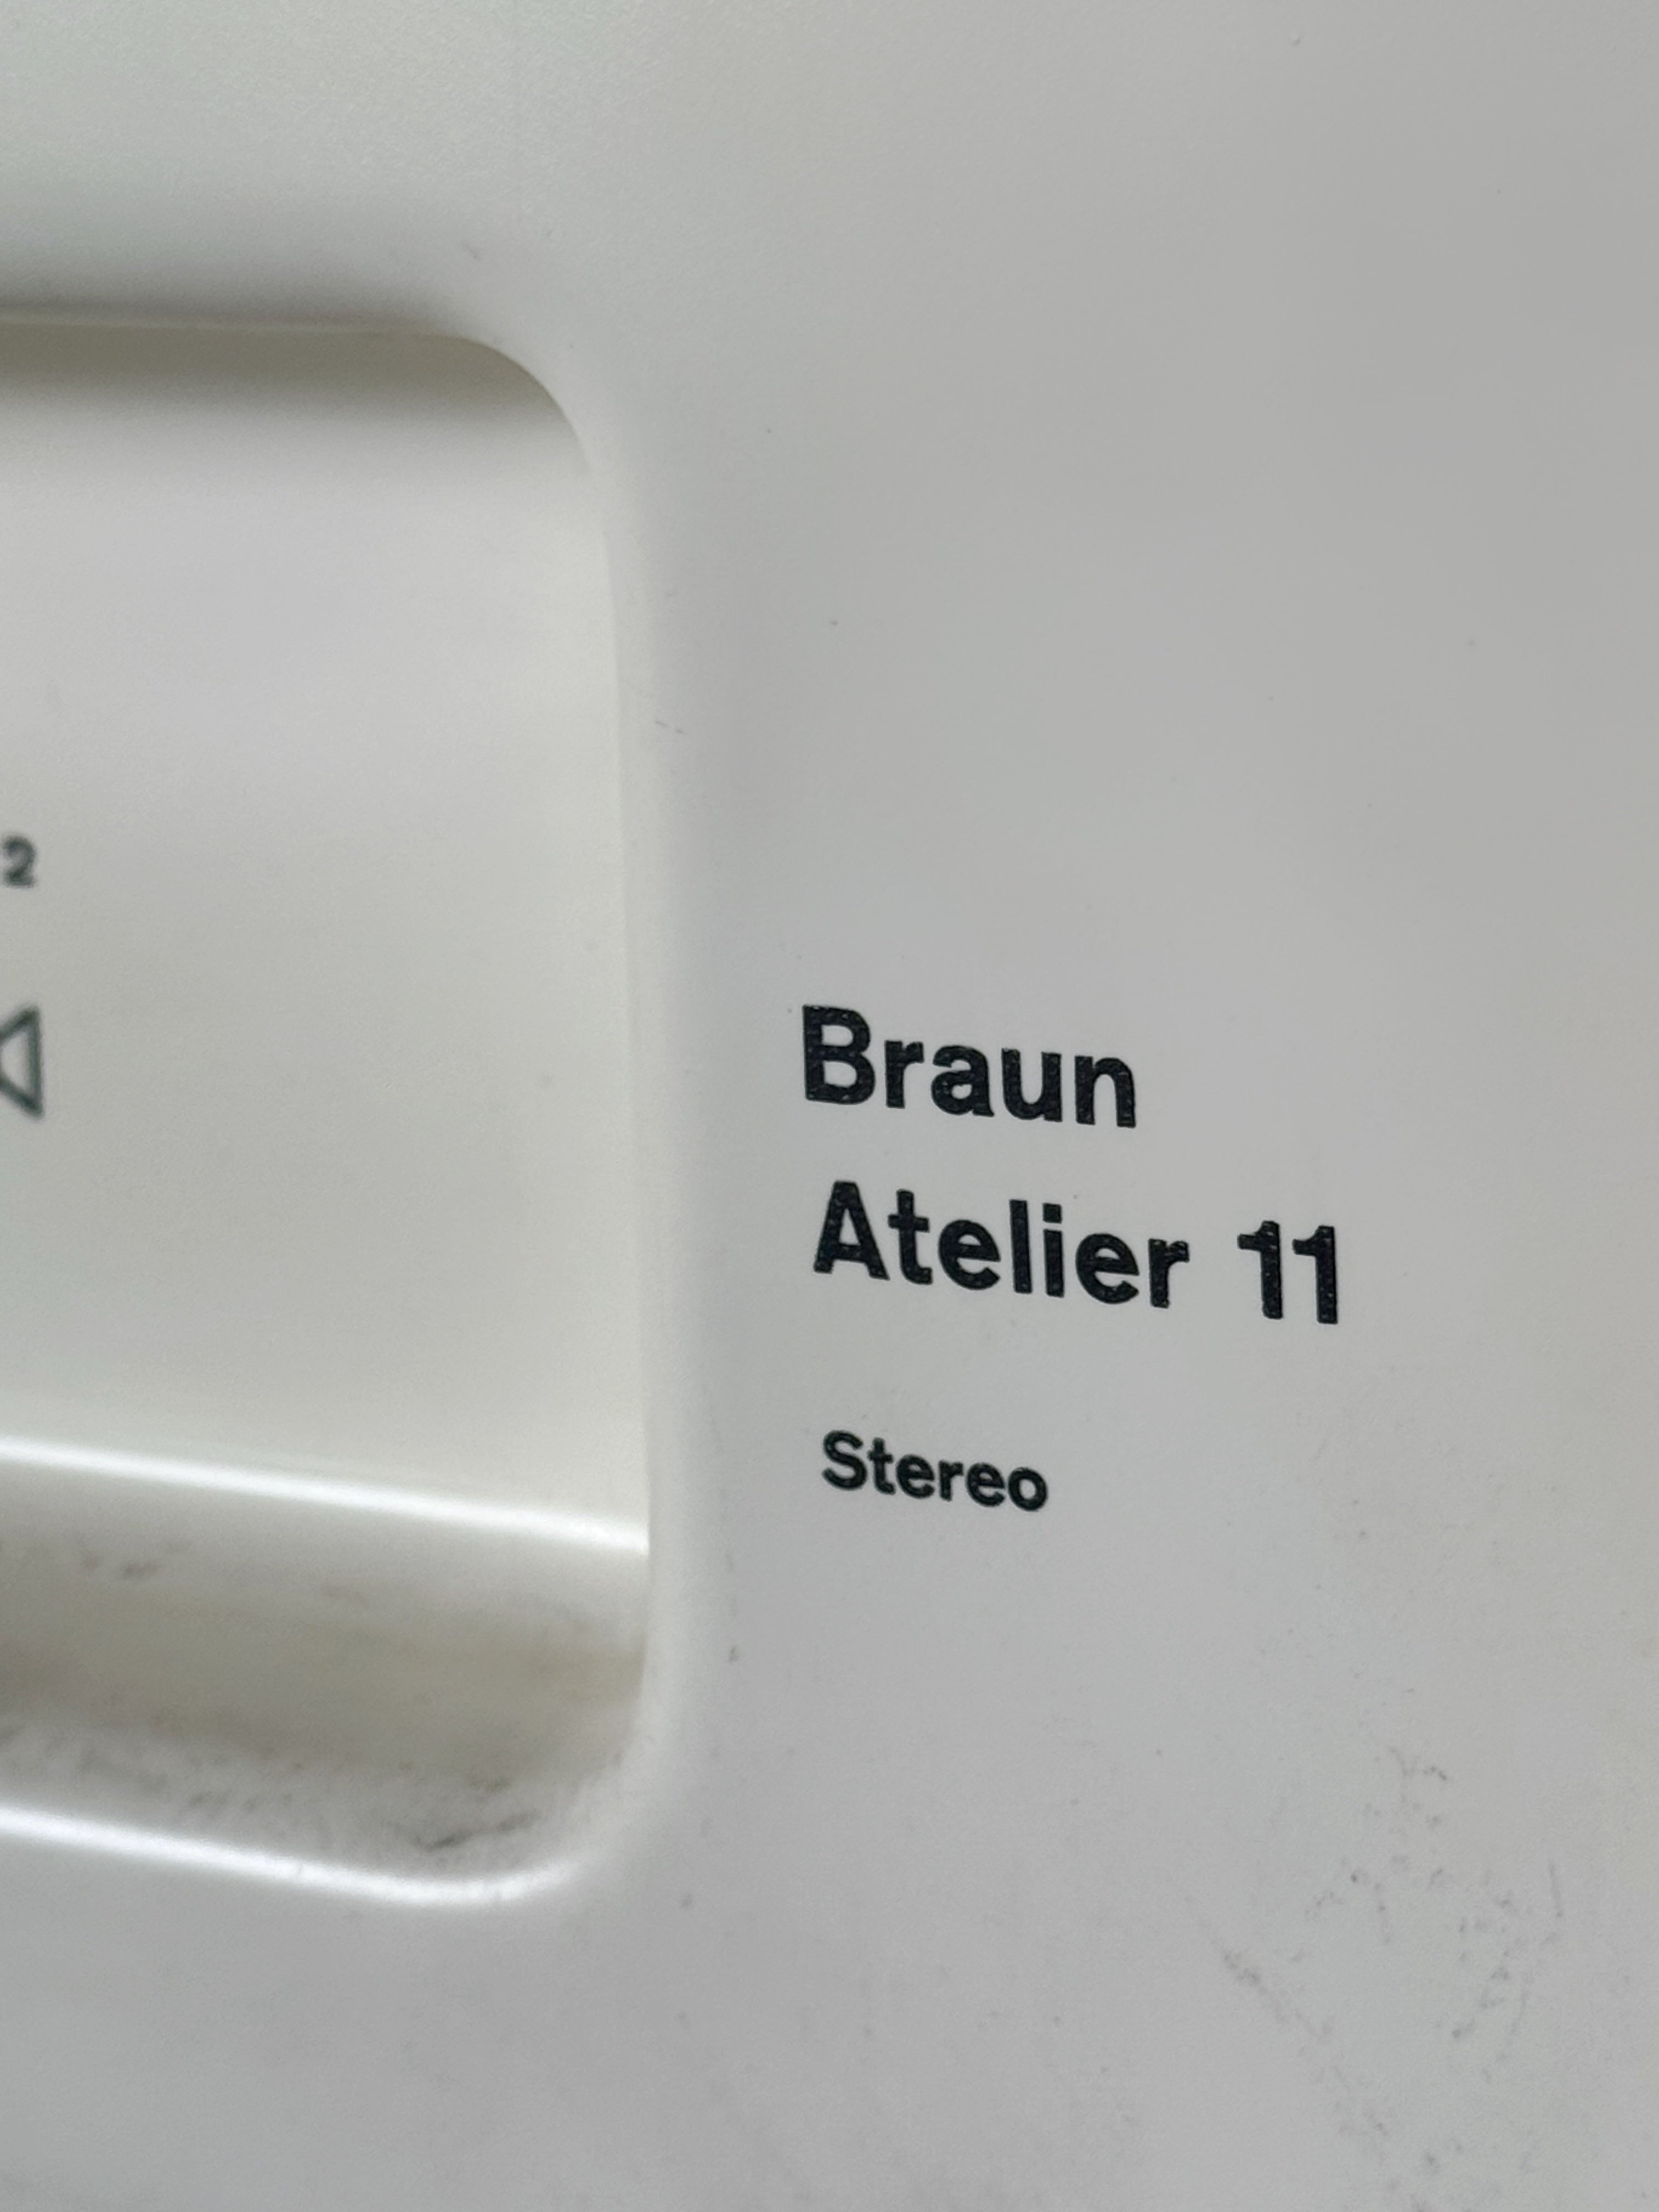 2
Braun
Atelier 11
Stereo